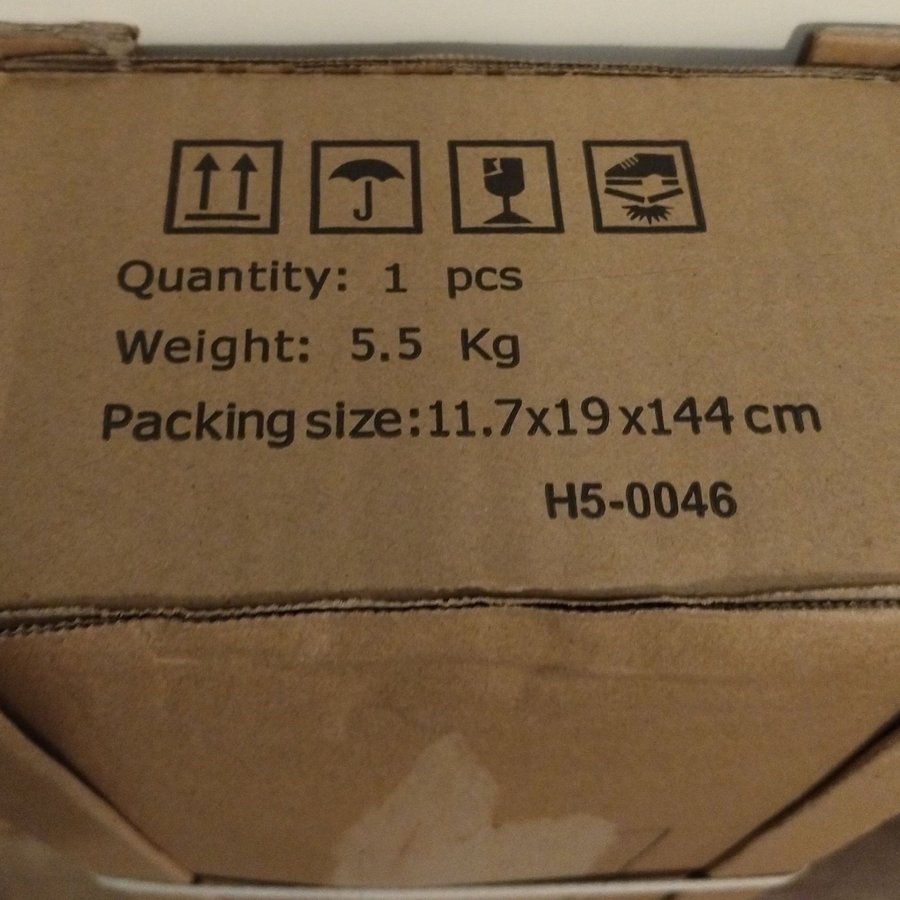 Quantity: 1 pcs
Weight: 5.5 Kg
Packing size:11.7x19x144cm
H5-0046